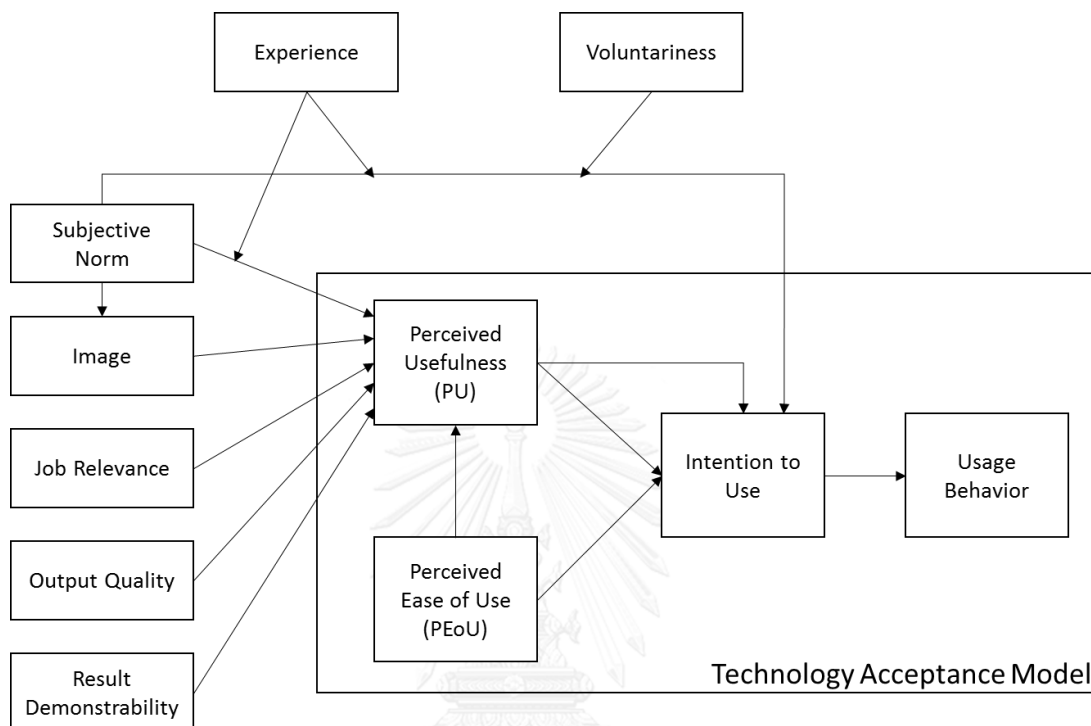 Experience
Voluntariness
Subjective
Norm
Image
Job Relevance
Output Quality
Result
Demonstrability
Perceived
Usefulness
(PU)
Perceived
Ease of Use
(PEoU)
Intention to
Use
Usage
Behavior
Technology Acceptance Model